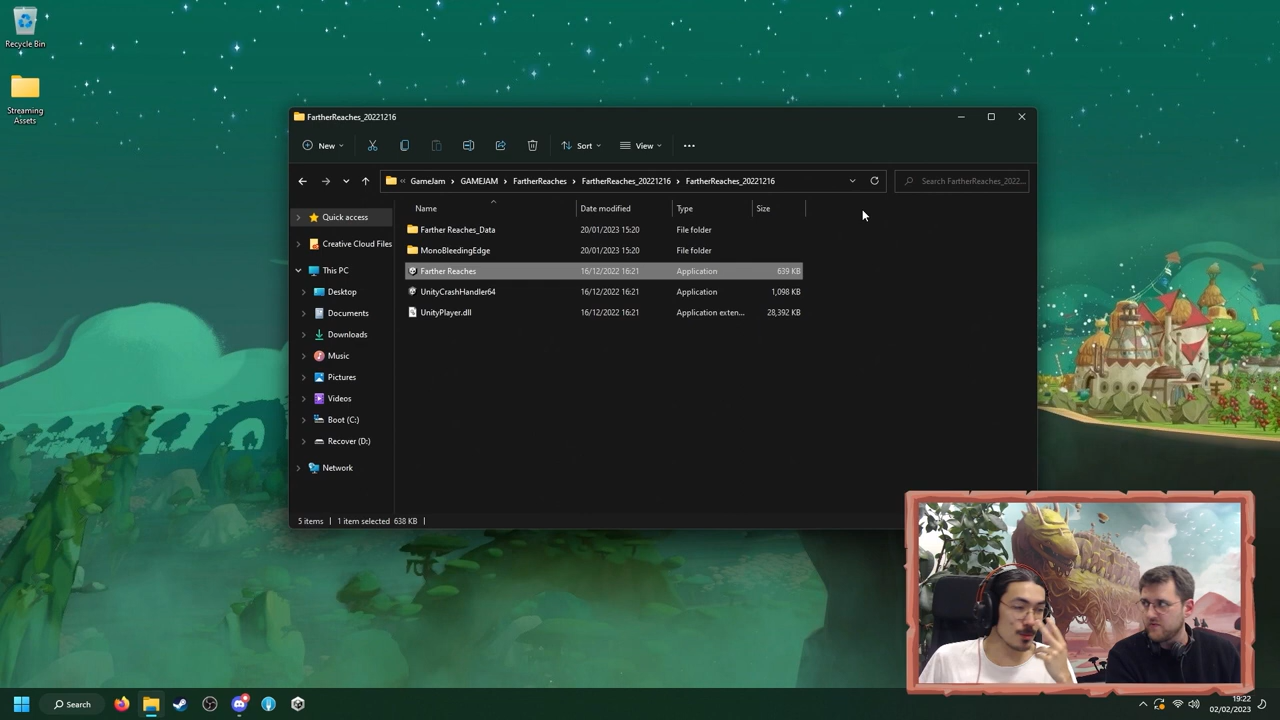 Recycle Bin
Streaming
Assets
FartherReaches_20221216
New
Sort
View
GameJam > GAMEJAM > FartherReaches > FartherReaches_20221216 > FartherReaches_20221216
Search FartherReaches_2022...
Name Date modified Type Size
Quick access
Creative Cloud Files
This PC
Desktop
Documents
Downloads
Music
Pictures
Videos
Boot (C:)
Recover (D:)
Network
Farther Reaches_Data 20/01/2023 15:20 File folder
MonoBleedingEdge 20/01/2023 15:20 File folder
Farther Reaches 16/12/2022 16:21 Application 639 KB
UnityCrashHandler64 16/12/2022 16:21 Application 1,098 KB
UnityPlayer.dll 16/12/2022 16:21 Application exten... 28,392 KB
5 items | 1 item selected 638 KB |
Search
19:22
02/02/2023